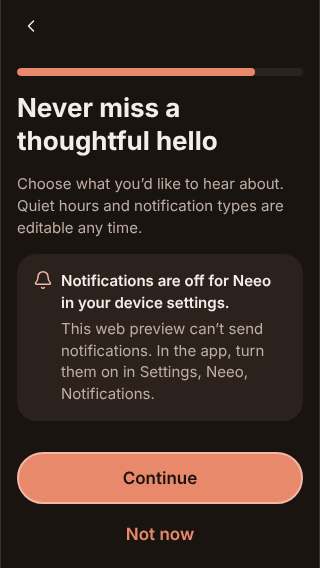 Never miss a
thoughtful hello
Choose what you’d like to hear about.
Quiet hours and notification types are
editable any time.
Notifications are off for Neeo
in your device settings.
This web preview can’t send
notifications. In the app, turn
them on in Settings, Neeo,
Notifications.
Continue
Not now